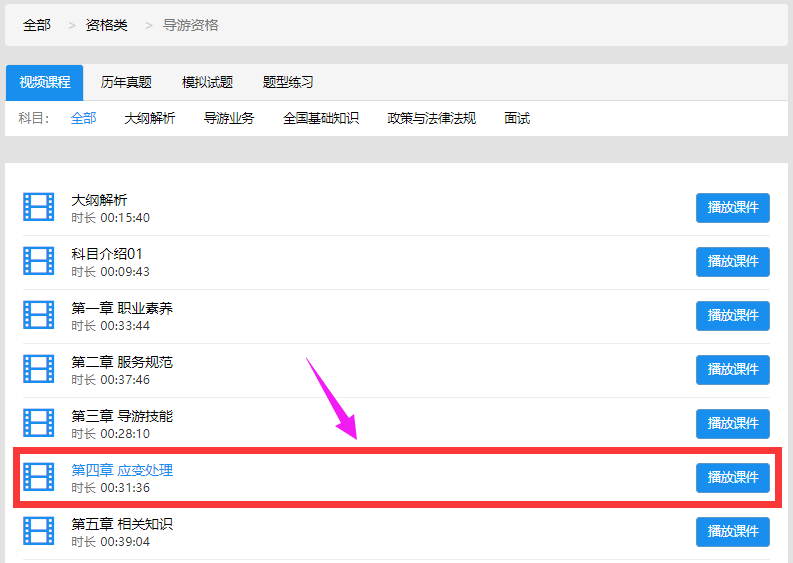 全部 > 资格类 > 导游资格
视频课程 历年真题 模拟试题 题型练习
科目: 全部 大纲解析 导游业务 全国基础知识 政策与法律法规 面试
大纲解析
时长 00:15:40
播放课件
科目介绍01
时长 00:09:43
播放课件
第一章 职业素养
时长 00:33:44
播放课件
第二章 服务规范
时长 00:37:46
播放课件
第三章 导游技能
时长 00:28:10
播放课件
第四章 应变处理
时长 00:31:36
播放课件
第五章 相关知识
时长 00:39:04
播放课件